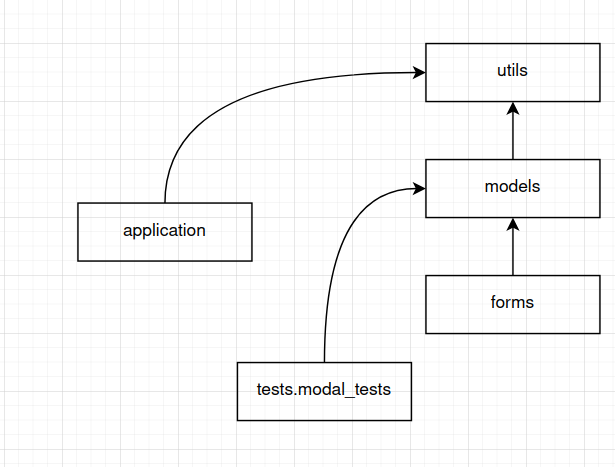 utils
models
application
forms
tests.modal_tests